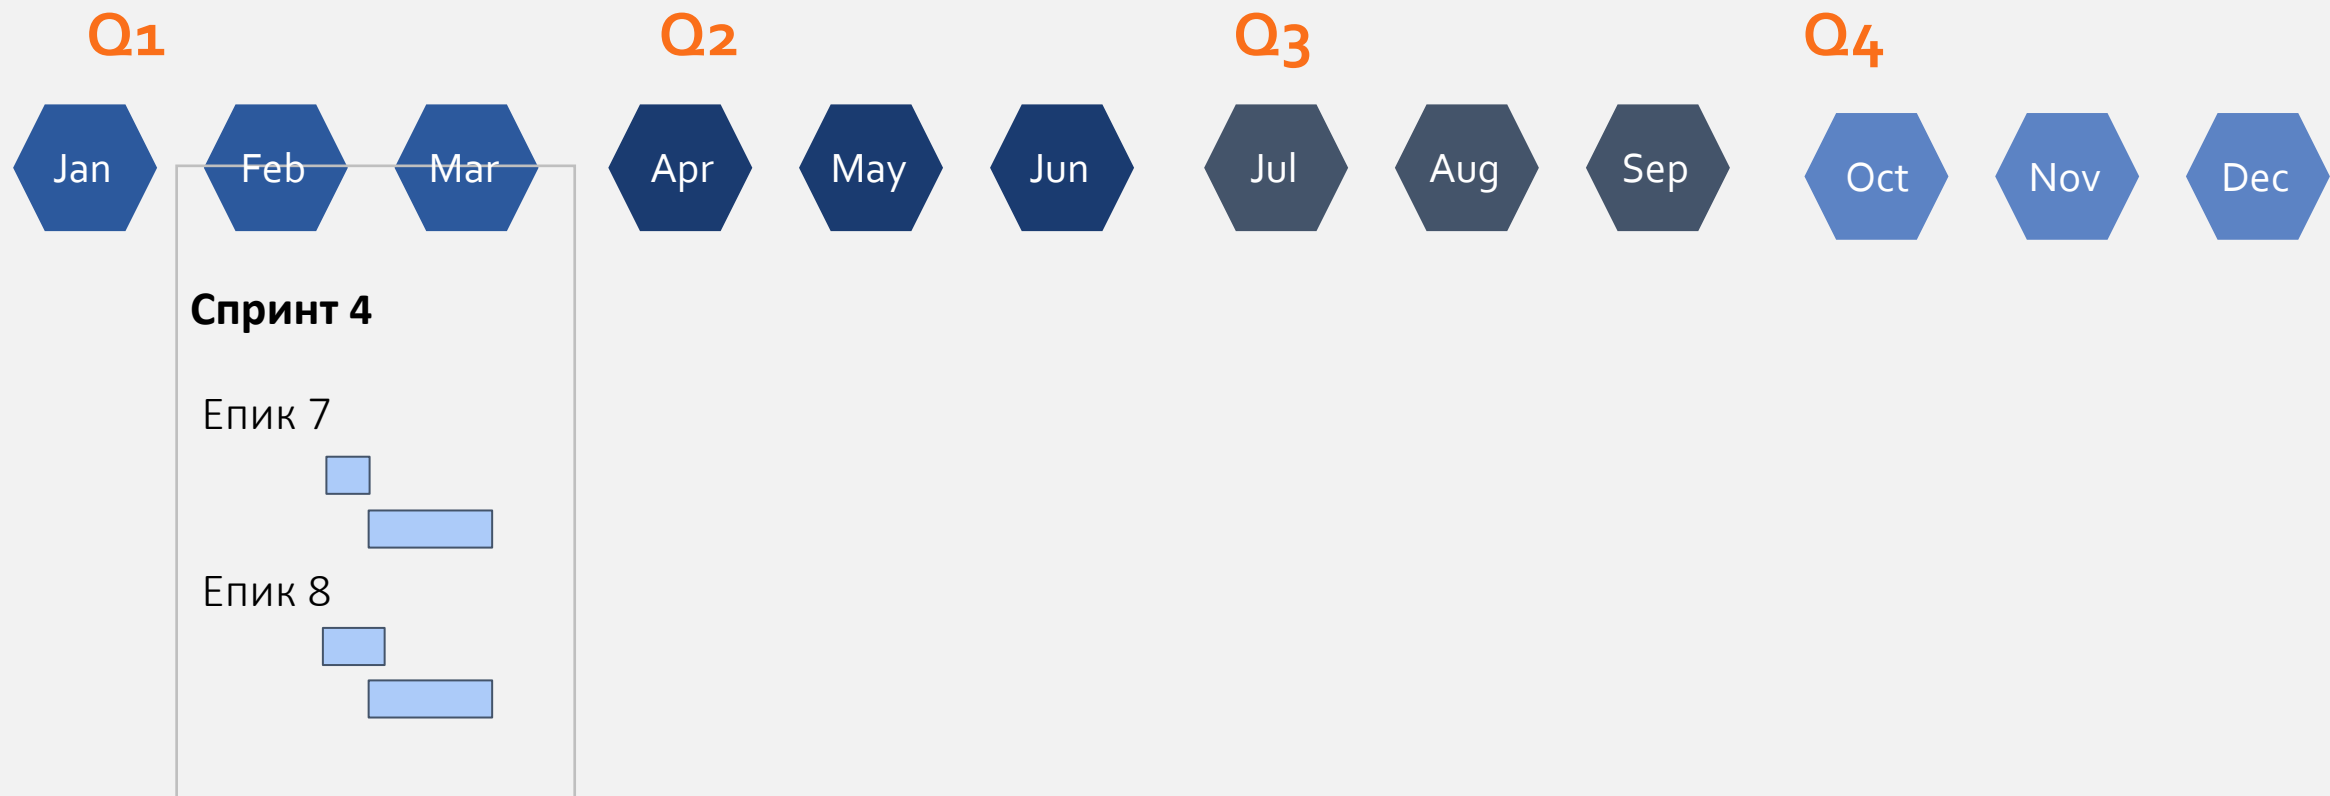 Q1 Q2 Q3 Q4
Jan Feb Mar Apr May Jun Jul Aug Sep Oct Nov Dec
Спринт 4
Епик 7
Епик 8